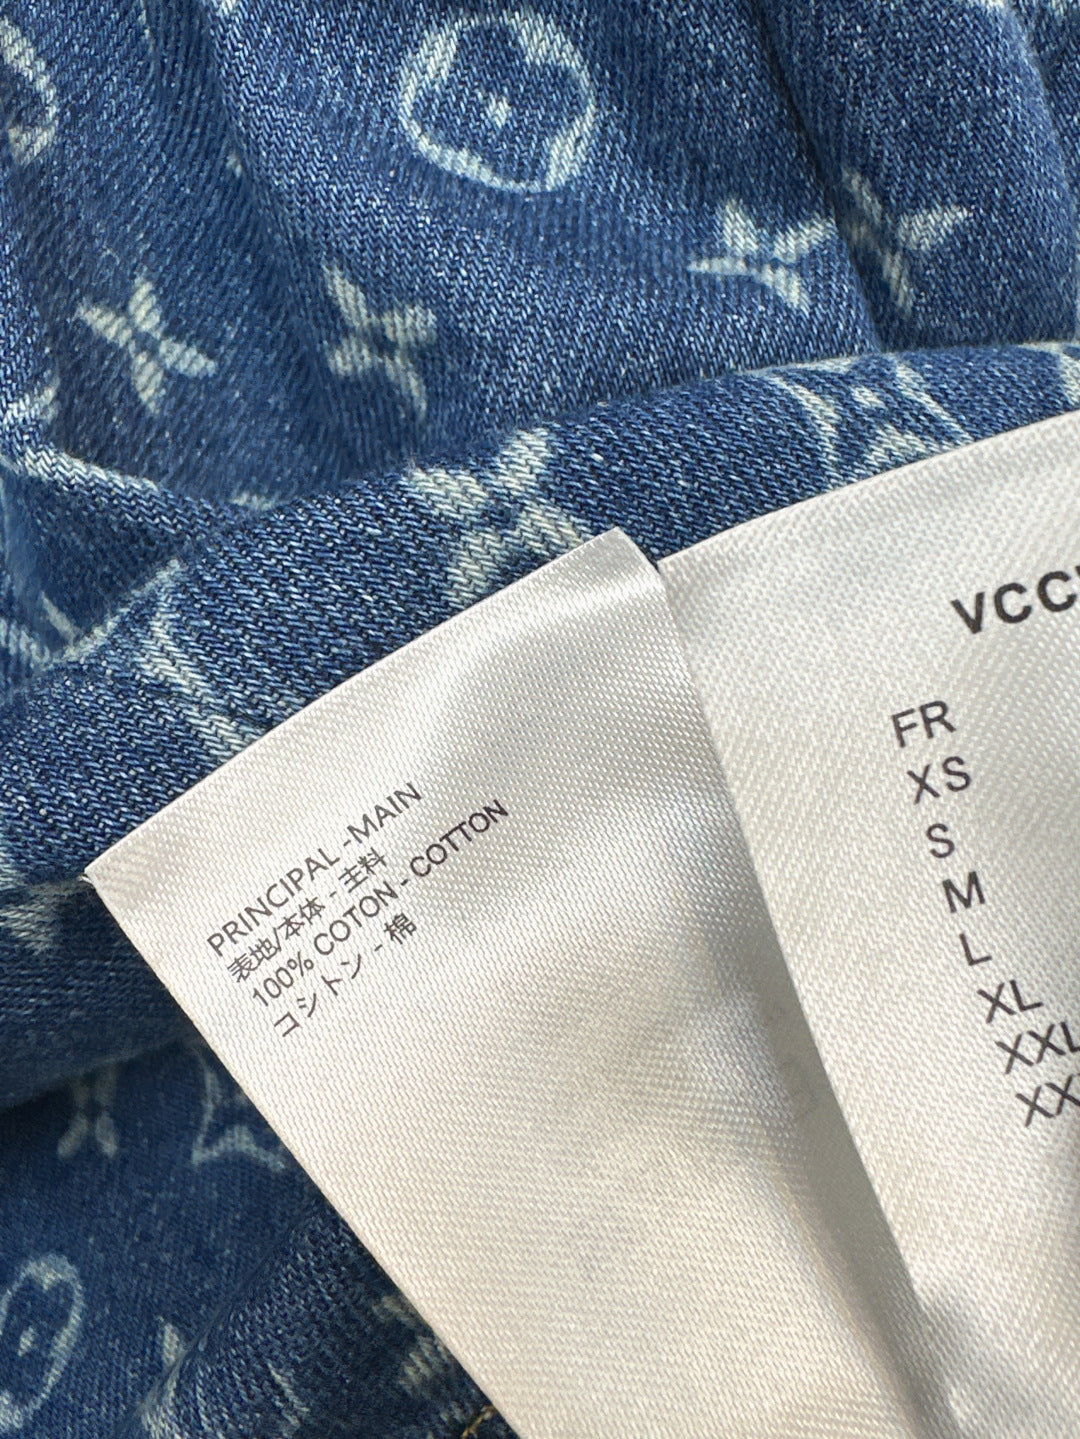 PRINCIPAL -MAIN
表地/本体 - 主料
100% COTON - COTTON
コシトン - 棉
VCC
FR
XS
S
M
L
XL
XXL